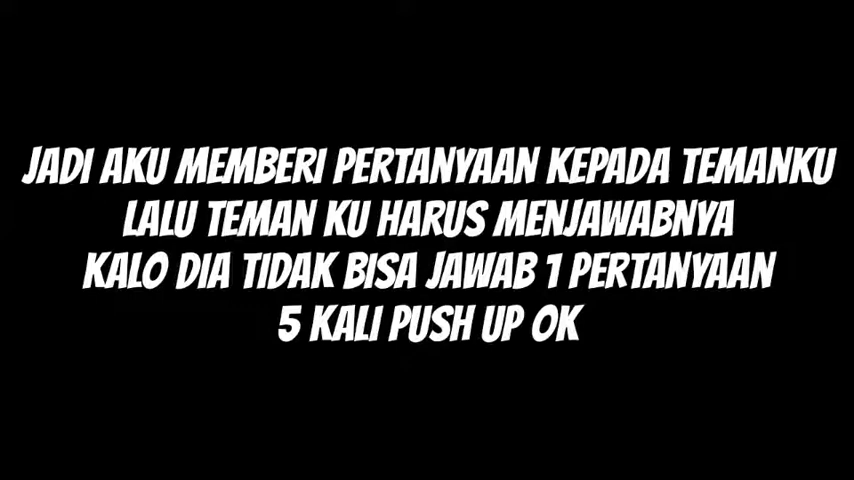 JADI AKU MEMBERI PERTANYAAN KEPADA TEMANKU
LALU TEMAN KU HARUS MENJAWABNYA
KALO DIA TIDAK BISA JAWAB 1 PERTANYAAN
5 KALI PUSH UP OK